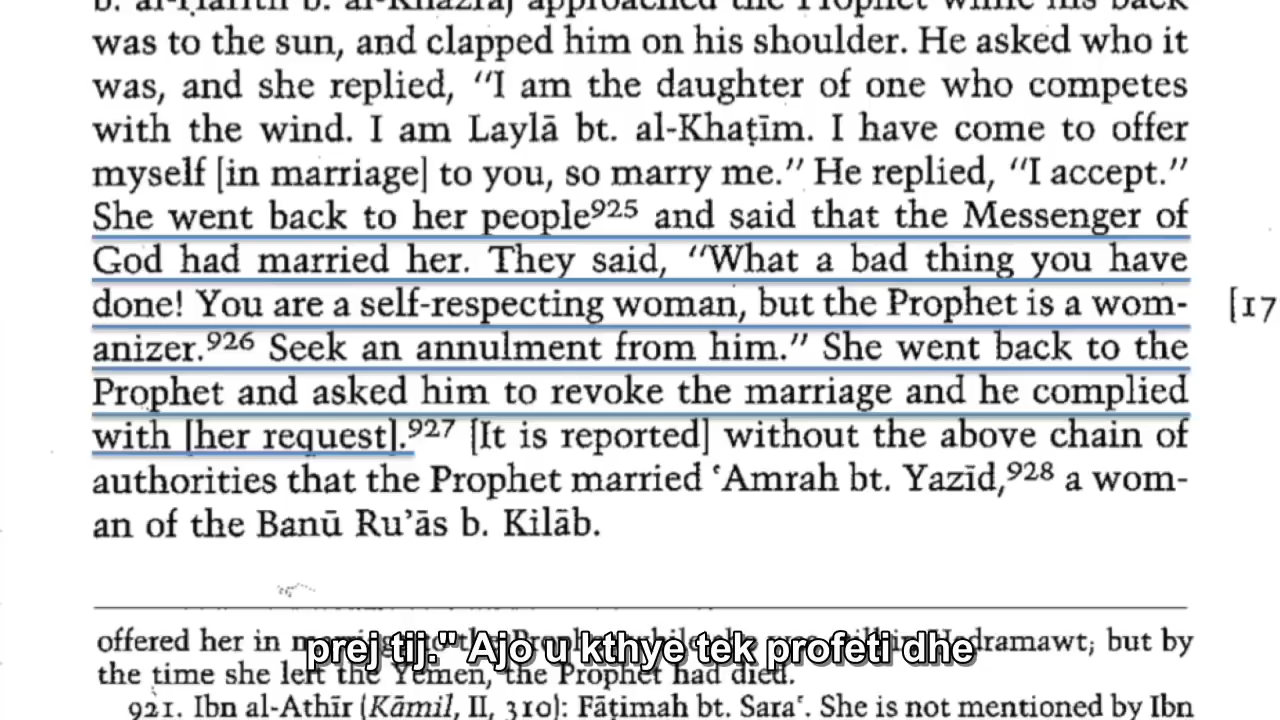 b. al-Ḥārith b. al-Khazraj approached the Prophet while his back
was to the sun, and clapped him on his shoulder. He asked who it
was, and she replied, “I am the daughter of one who competes
with the wind. I am Laylā bt. al-Khaṭīm. I have come to offer
myself [in marriage] to you, so marry me.” He replied, “I accept.”
She went back to her people⁹²⁵ and said that the Messenger of
God had married her. They said, “What a bad thing you have
done! You are a self-respecting woman, but the Prophet is a wom-
[17
anizer.⁹²⁶ Seek an annulment from him.” She went back to the
Prophet and asked him to revoke the marriage and he complied
with [her request].⁹²⁷ [It is reported] without the above chain of
authorities that the Prophet married ʿAmrah bt. Yazīd,⁹²⁸ a wom-
an of the Banū Ru’ās b. Kilāb.
offered her in Hadramawt; but by
prej tij." Ajo u kthye tek profeti dhe
the time she left the Yemen, the Prophet had died.
921. Ibn al-Athīr (Kāmil, II, 310): Fāṭimah bt. Saraʿ. She is not mentioned by Ibn